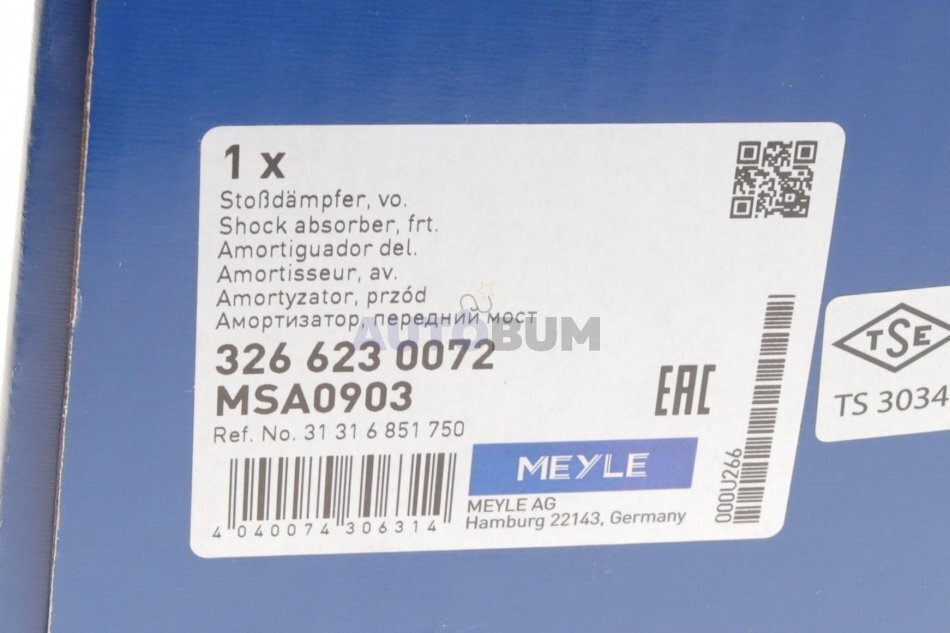 1 x
Stoßdämpfer, vo.
Shock absorber, frt.
Amortiguador del.
Amortisseur, av.
Amortyzator, przód
Амортизатор, передний мост
AUTOBUM
326 623 0072
MSA0903
Ref. No. 31 31 6 851 750
EAC
TSE
TS 3034
MEYLE
MEYLE AG
Hamburg 22143, Germany
4 040074 306314
000U266